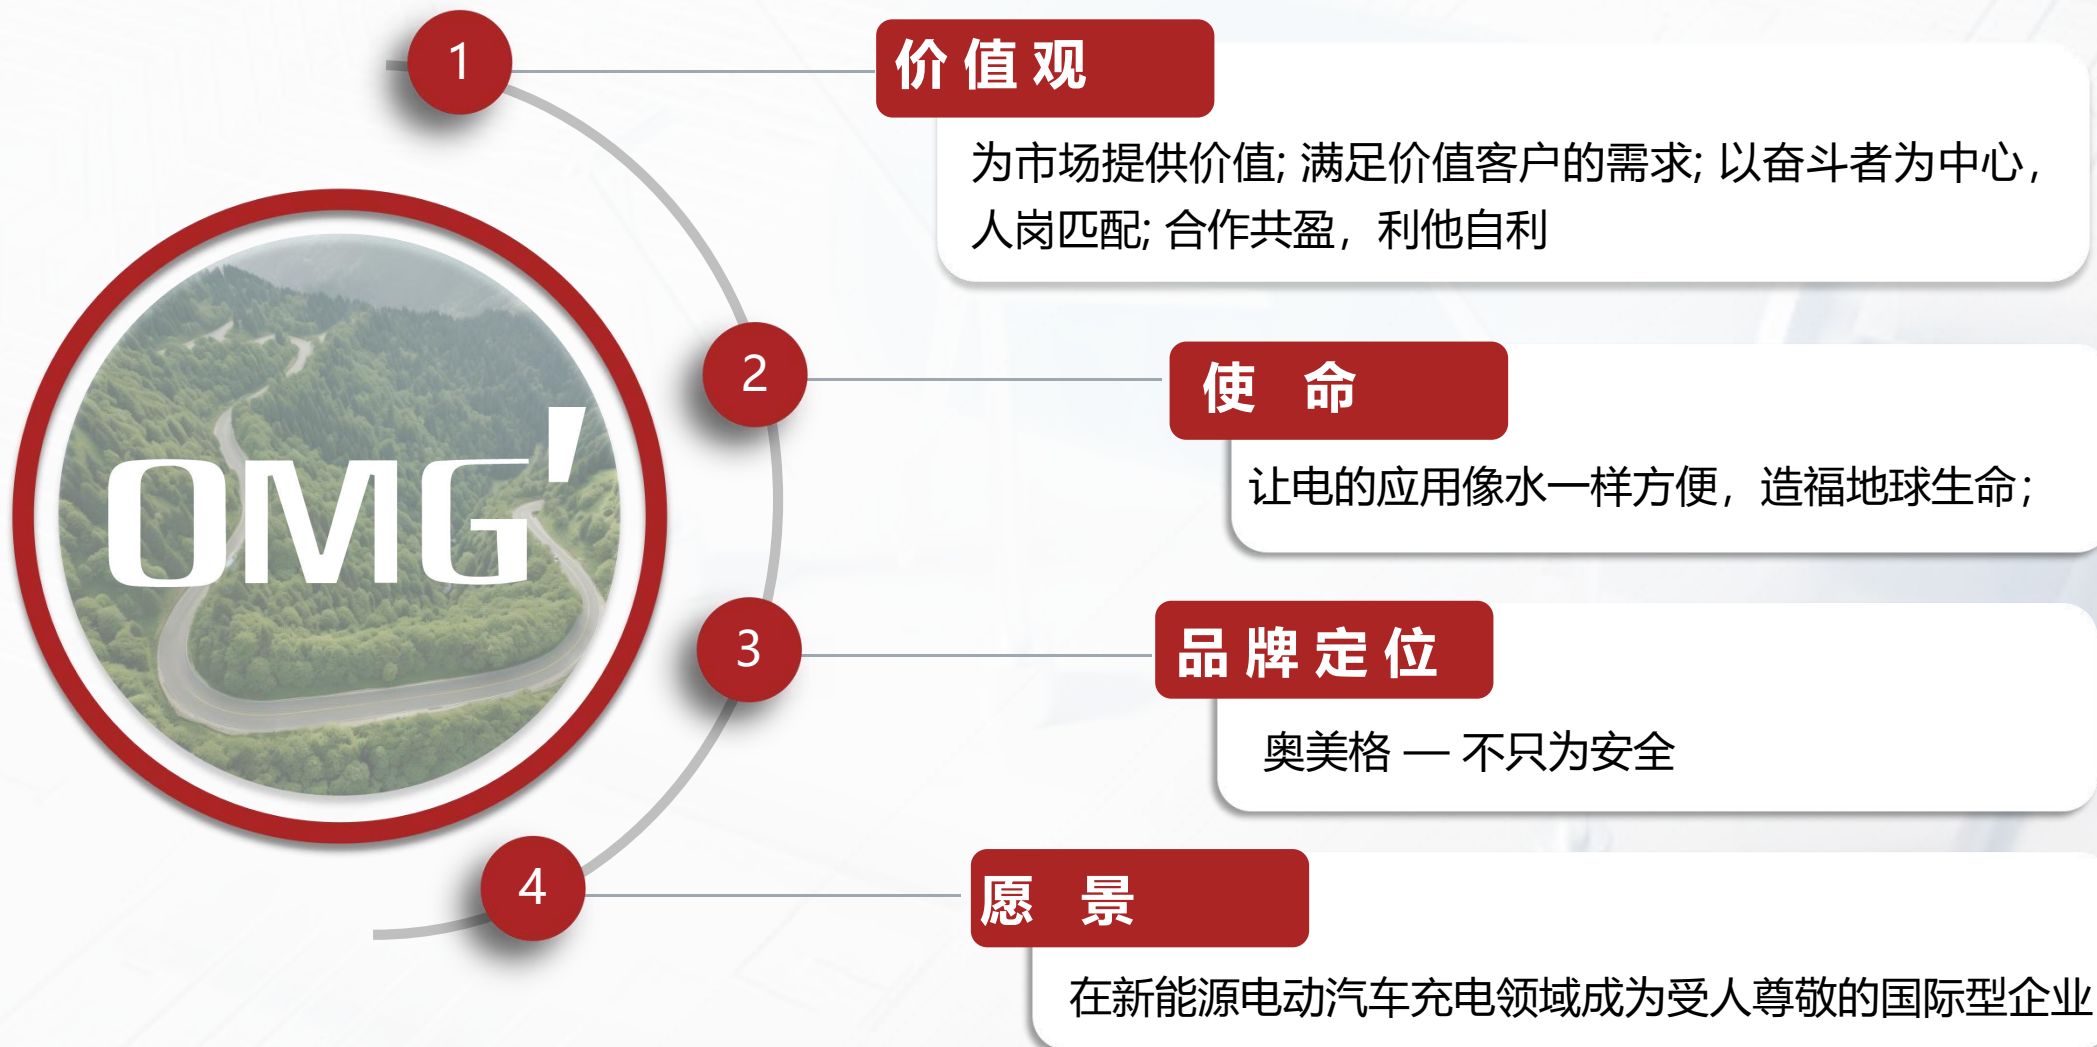 1
价值观
为市场提供价值; 满足价值客户的需求; 以奋斗者为中心，
人岗匹配; 合作共盈，利他自利
OMG'
2
使 命
让电的应用像水一样方便，造福地球生命；
3
品牌定位
奥美格 — 不只为安全
4
愿 景
在新能源电动汽车充电领域成为受人尊敬的国际型企业